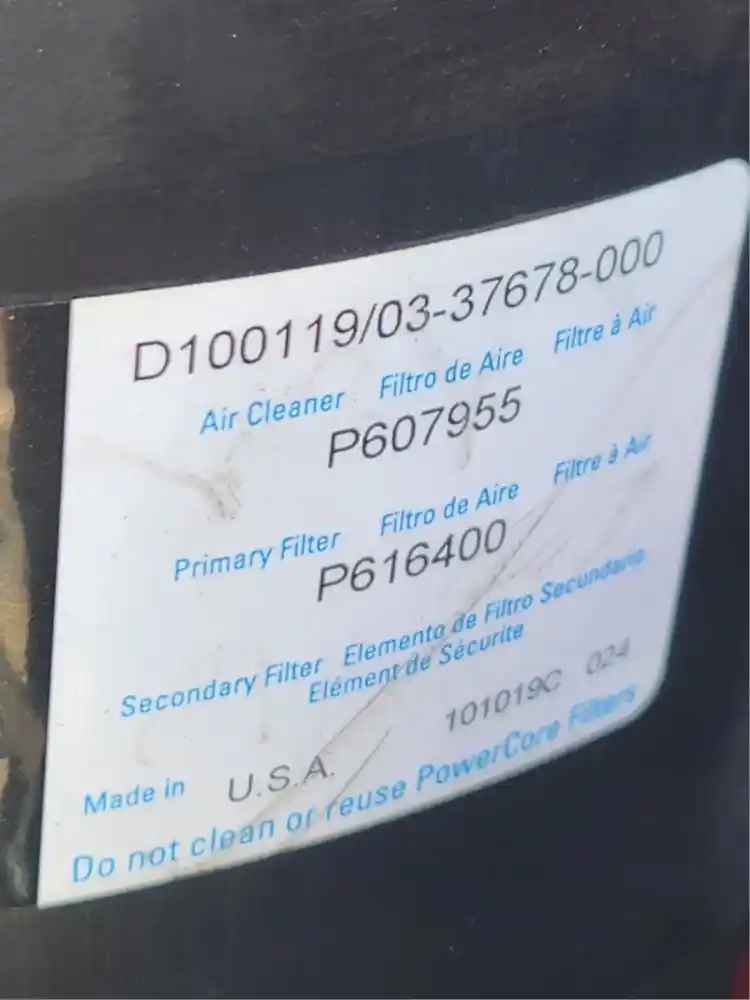 D100119/03-37678-000
Air Cleaner Filtro de Aire Filtre à Air
P607955
Primary Filter Filtro de Aire Filtre à Air
P616400
Secondary Filter Elemento de Filtro Secundario
Elément de Sécurite
101019C 024
Made in U.S.A.
Do not clean or reuse PowerCore Filters